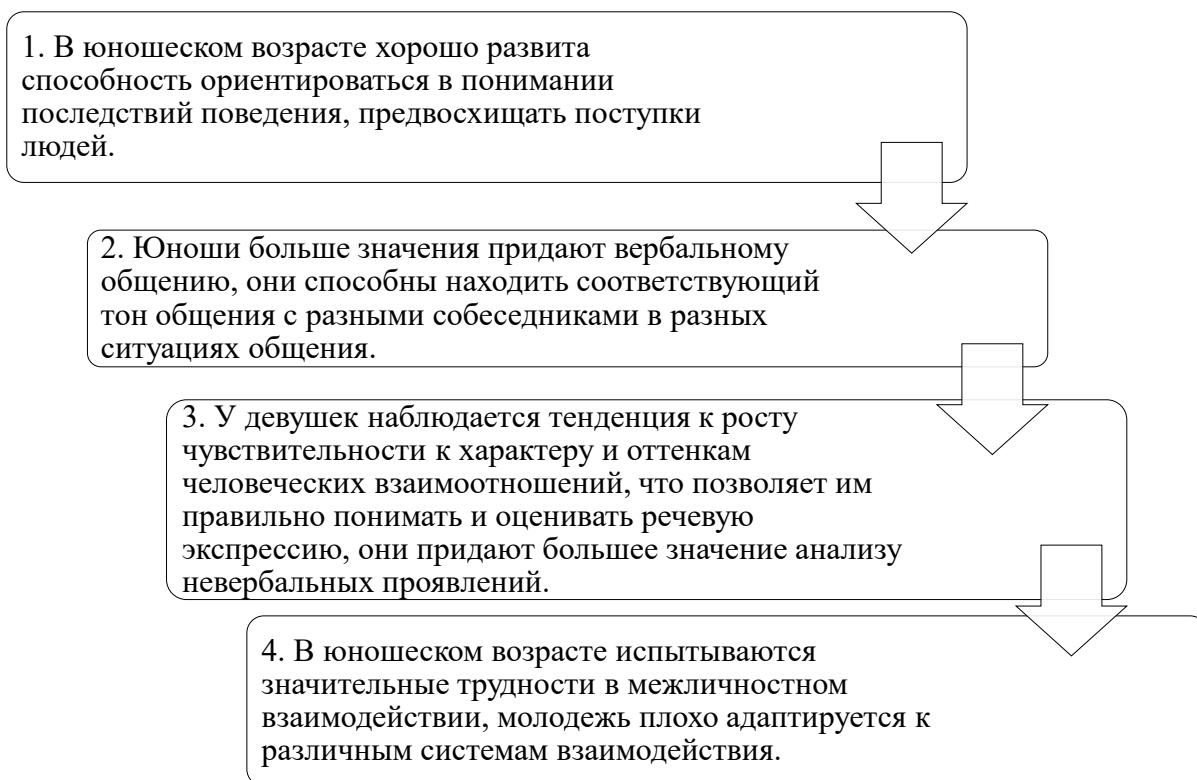 1. В юношеском возрасте хорошо развита
способность ориентироваться в понимании
последствий поведения, предвосхищать поступки
людей.
2. Юноши больше значения придают вербальному
общению, они способны находить соответствующий
тон общения с разными собеседниками в разных
ситуациях общения.
3. У девушек наблюдается тенденция к росту
чувствительности к характеру и оттенкам
человеческих взаимоотношений, что позволяет им
правильно понимать и оценивать речевую
экспрессию, они придают большее значение анализу
невербальных проявлений.
4. В юношеском возрасте испытываются
значительные трудности в межличностном
взаимодействии, молодежь плохо адаптируется к
различным системам взаимодействия.